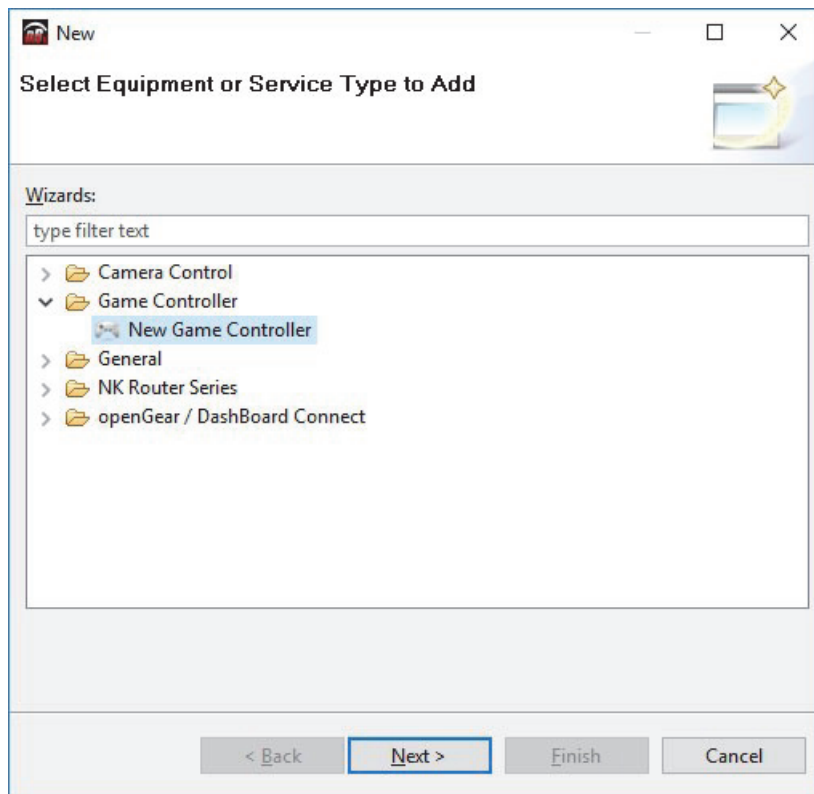 New
Select Equipment or Service Type to Add
Wizards:
type filter text
Camera Control
Game Controller
New Game Controller
General
NK Router Series
openGear / DashBoard Connect
< Back Next > Finish Cancel